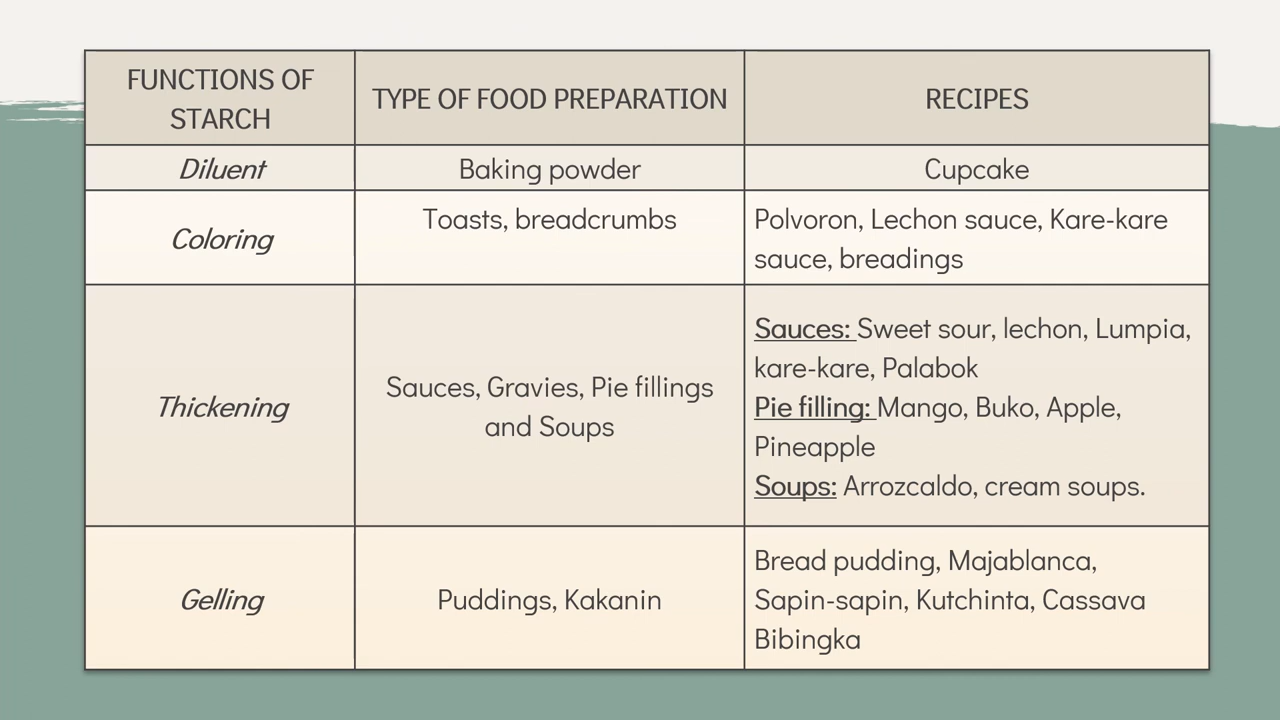 FUNCTIONS OF
STARCH
TYPE OF FOOD PREPARATION
RECIPES
Diluent
Baking powder
Cupcake
Coloring
Toasts, breadcrumbs
Polvoron, Lechon sauce, Kare-kare
sauce, breadings
Thickening
Sauces, Gravies, Pie fillings
and Soups
Sauces: Sweet sour, lechon, Lumpia,
kare-kare, Palabok
Pie filling: Mango, Buko, Apple,
Pineapple
Soups: Arrozcaldo, cream soups.
Gelling
Puddings, Kakanin
Bread pudding, Majablanca,
Sapin-sapin, Kutchinta, Cassava
Bibingka